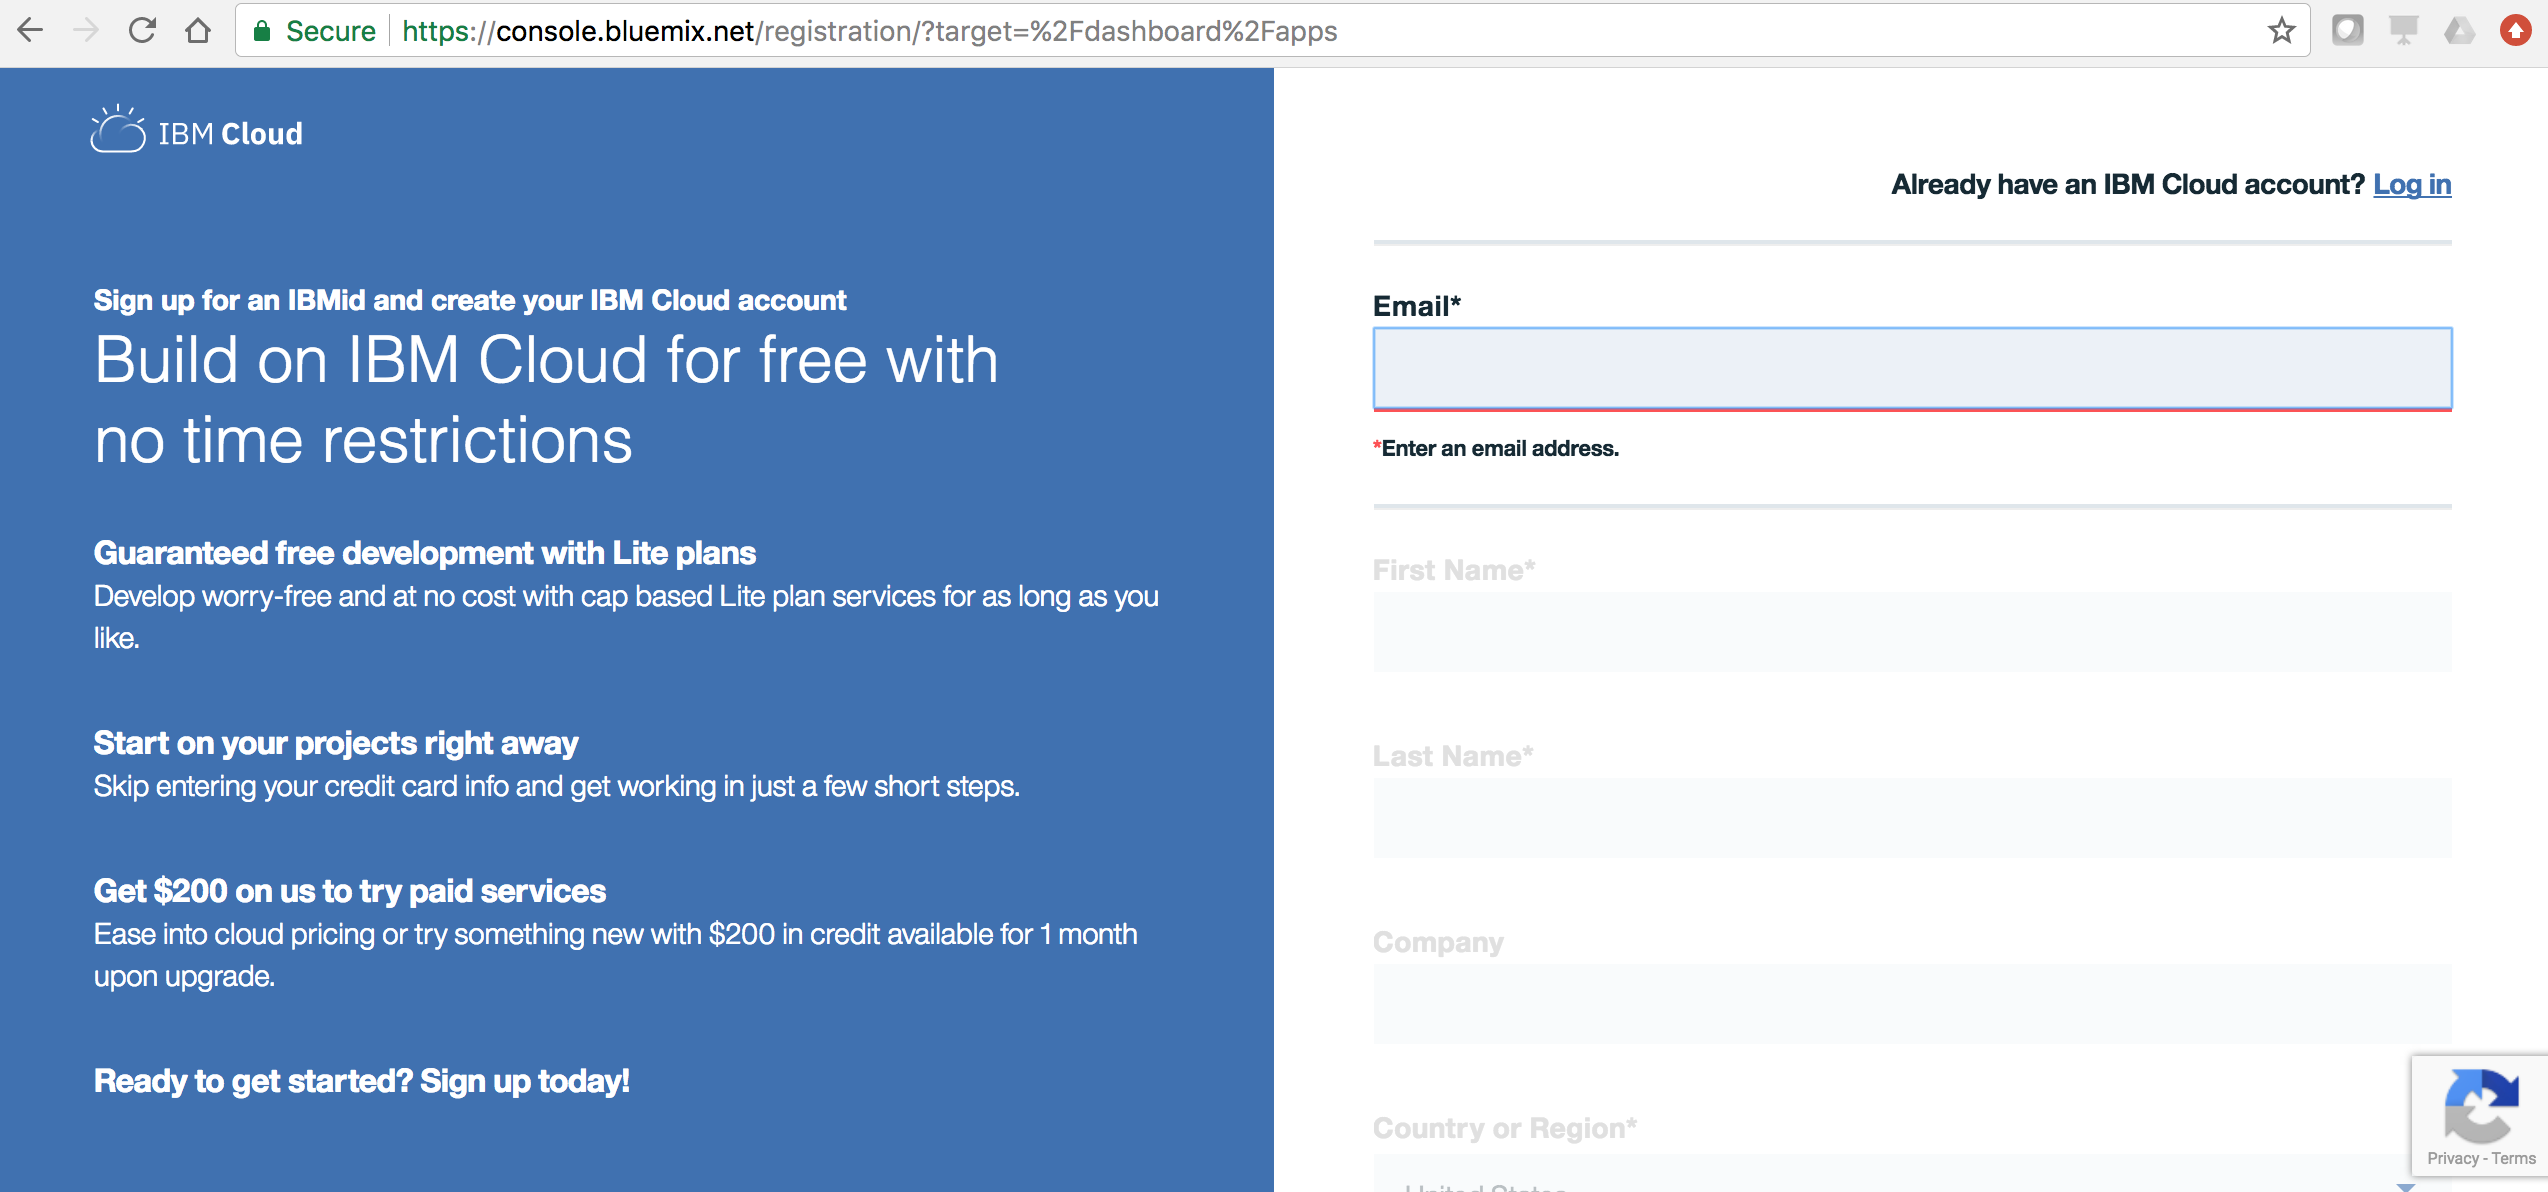 Secure https://console.bluemix.net/registration/?target=%2Fdashboard%2Fapps
IBM Cloud
Sign up for an IBMid and create your IBM Cloud account
Build on IBM Cloud for free with
no time restrictions
Guaranteed free development with Lite plans
Develop worry-free and at no cost with cap based Lite plan services for as long as you
like.
Start on your projects right away
Skip entering your credit card info and get working in just a few short steps.
Get $200 on us to try paid services
Ease into cloud pricing or try something new with $200 in credit available for 1 month
upon upgrade.
Ready to get started? Sign up today!
Already have an IBM Cloud account? Log in
Email*
*Enter an email address.
First Name*
Last Name*
Company
Country or Region*
United States
Privacy - Terms